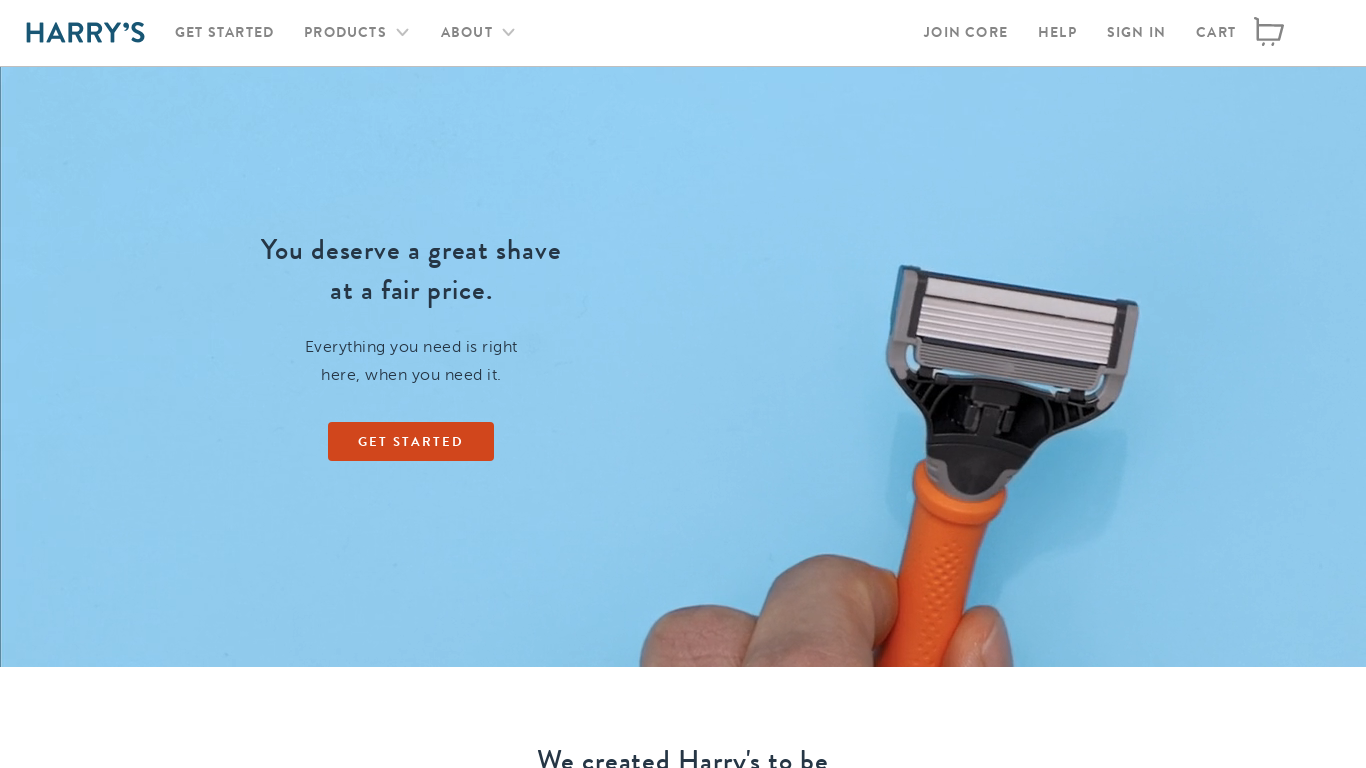 HARRY'S GET STARTED PRODUCTS ABOUT JOIN CORE HELP SIGN IN CART
You deserve a great shave
at a fair price.
Everything you need is right
here, when you need it.
GET STARTED
We created Harry's to be